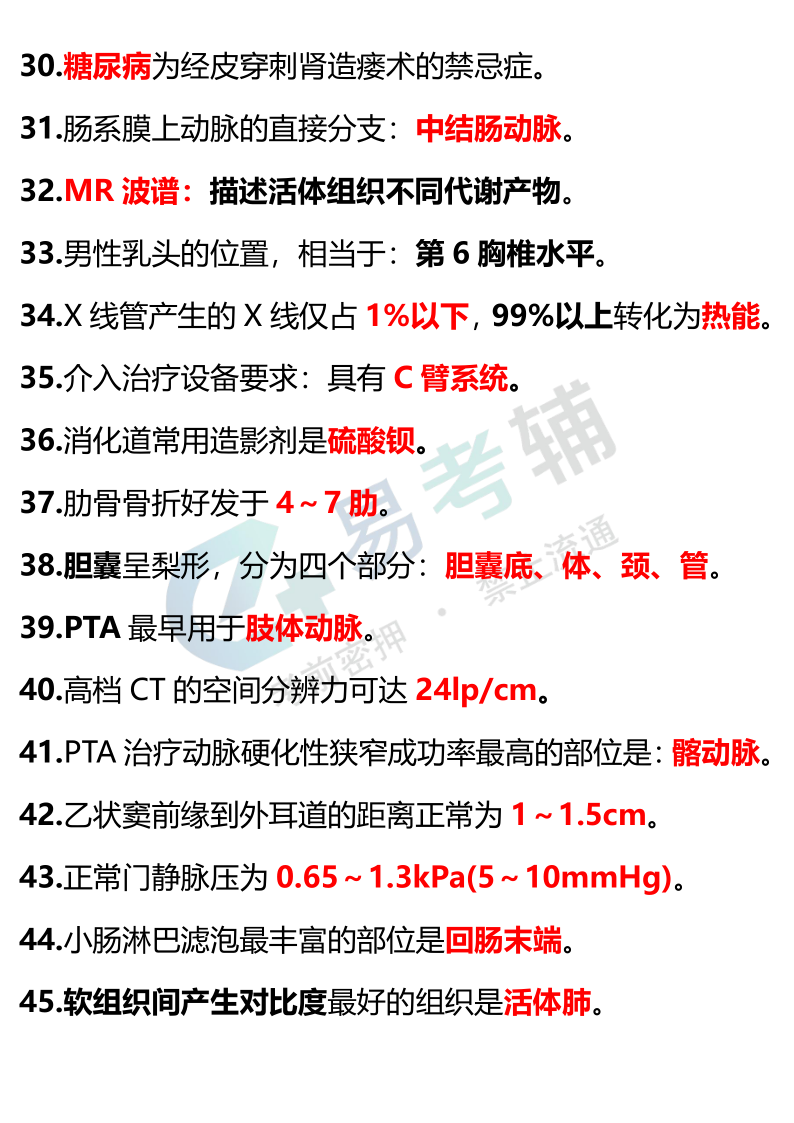 30.糖尿病为经皮穿刺肾造瘘术的禁忌症。
31.肠系膜上动脉的直接分支：中结肠动脉。
32.MR 波谱：描述活体组织不同代谢产物。
33.男性乳头的位置，相当于：第 6 胸椎水平。
34.X 线管产生的 X 线仅占 1%以下，99%以上转化为热能。
35.介入治疗设备要求：具有 C 臂系统。
36.消化道常用造影剂是硫酸钡。
37.肋骨骨折好发于 4～7 肋。
38.胆囊呈梨形，分为四个部分：胆囊底、体、颈、管。
39.PTA 最早用于肢体动脉。
40.高档 CT 的空间分辨力可达 24lp/cm。
41.PTA 治疗动脉硬化性狭窄成功率最高的部位是：髂动脉。
42.乙状窦前缘到外耳道的距离正常为 1～1.5cm。
43.正常门静脉压为 0.65～1.3kPa(5～10mmHg)。
44.小肠淋巴滤泡最丰富的部位是回肠末端。
45.软组织间产生对比度最好的组织是活体肺。
易考辅
考前密押 · 禁止流通